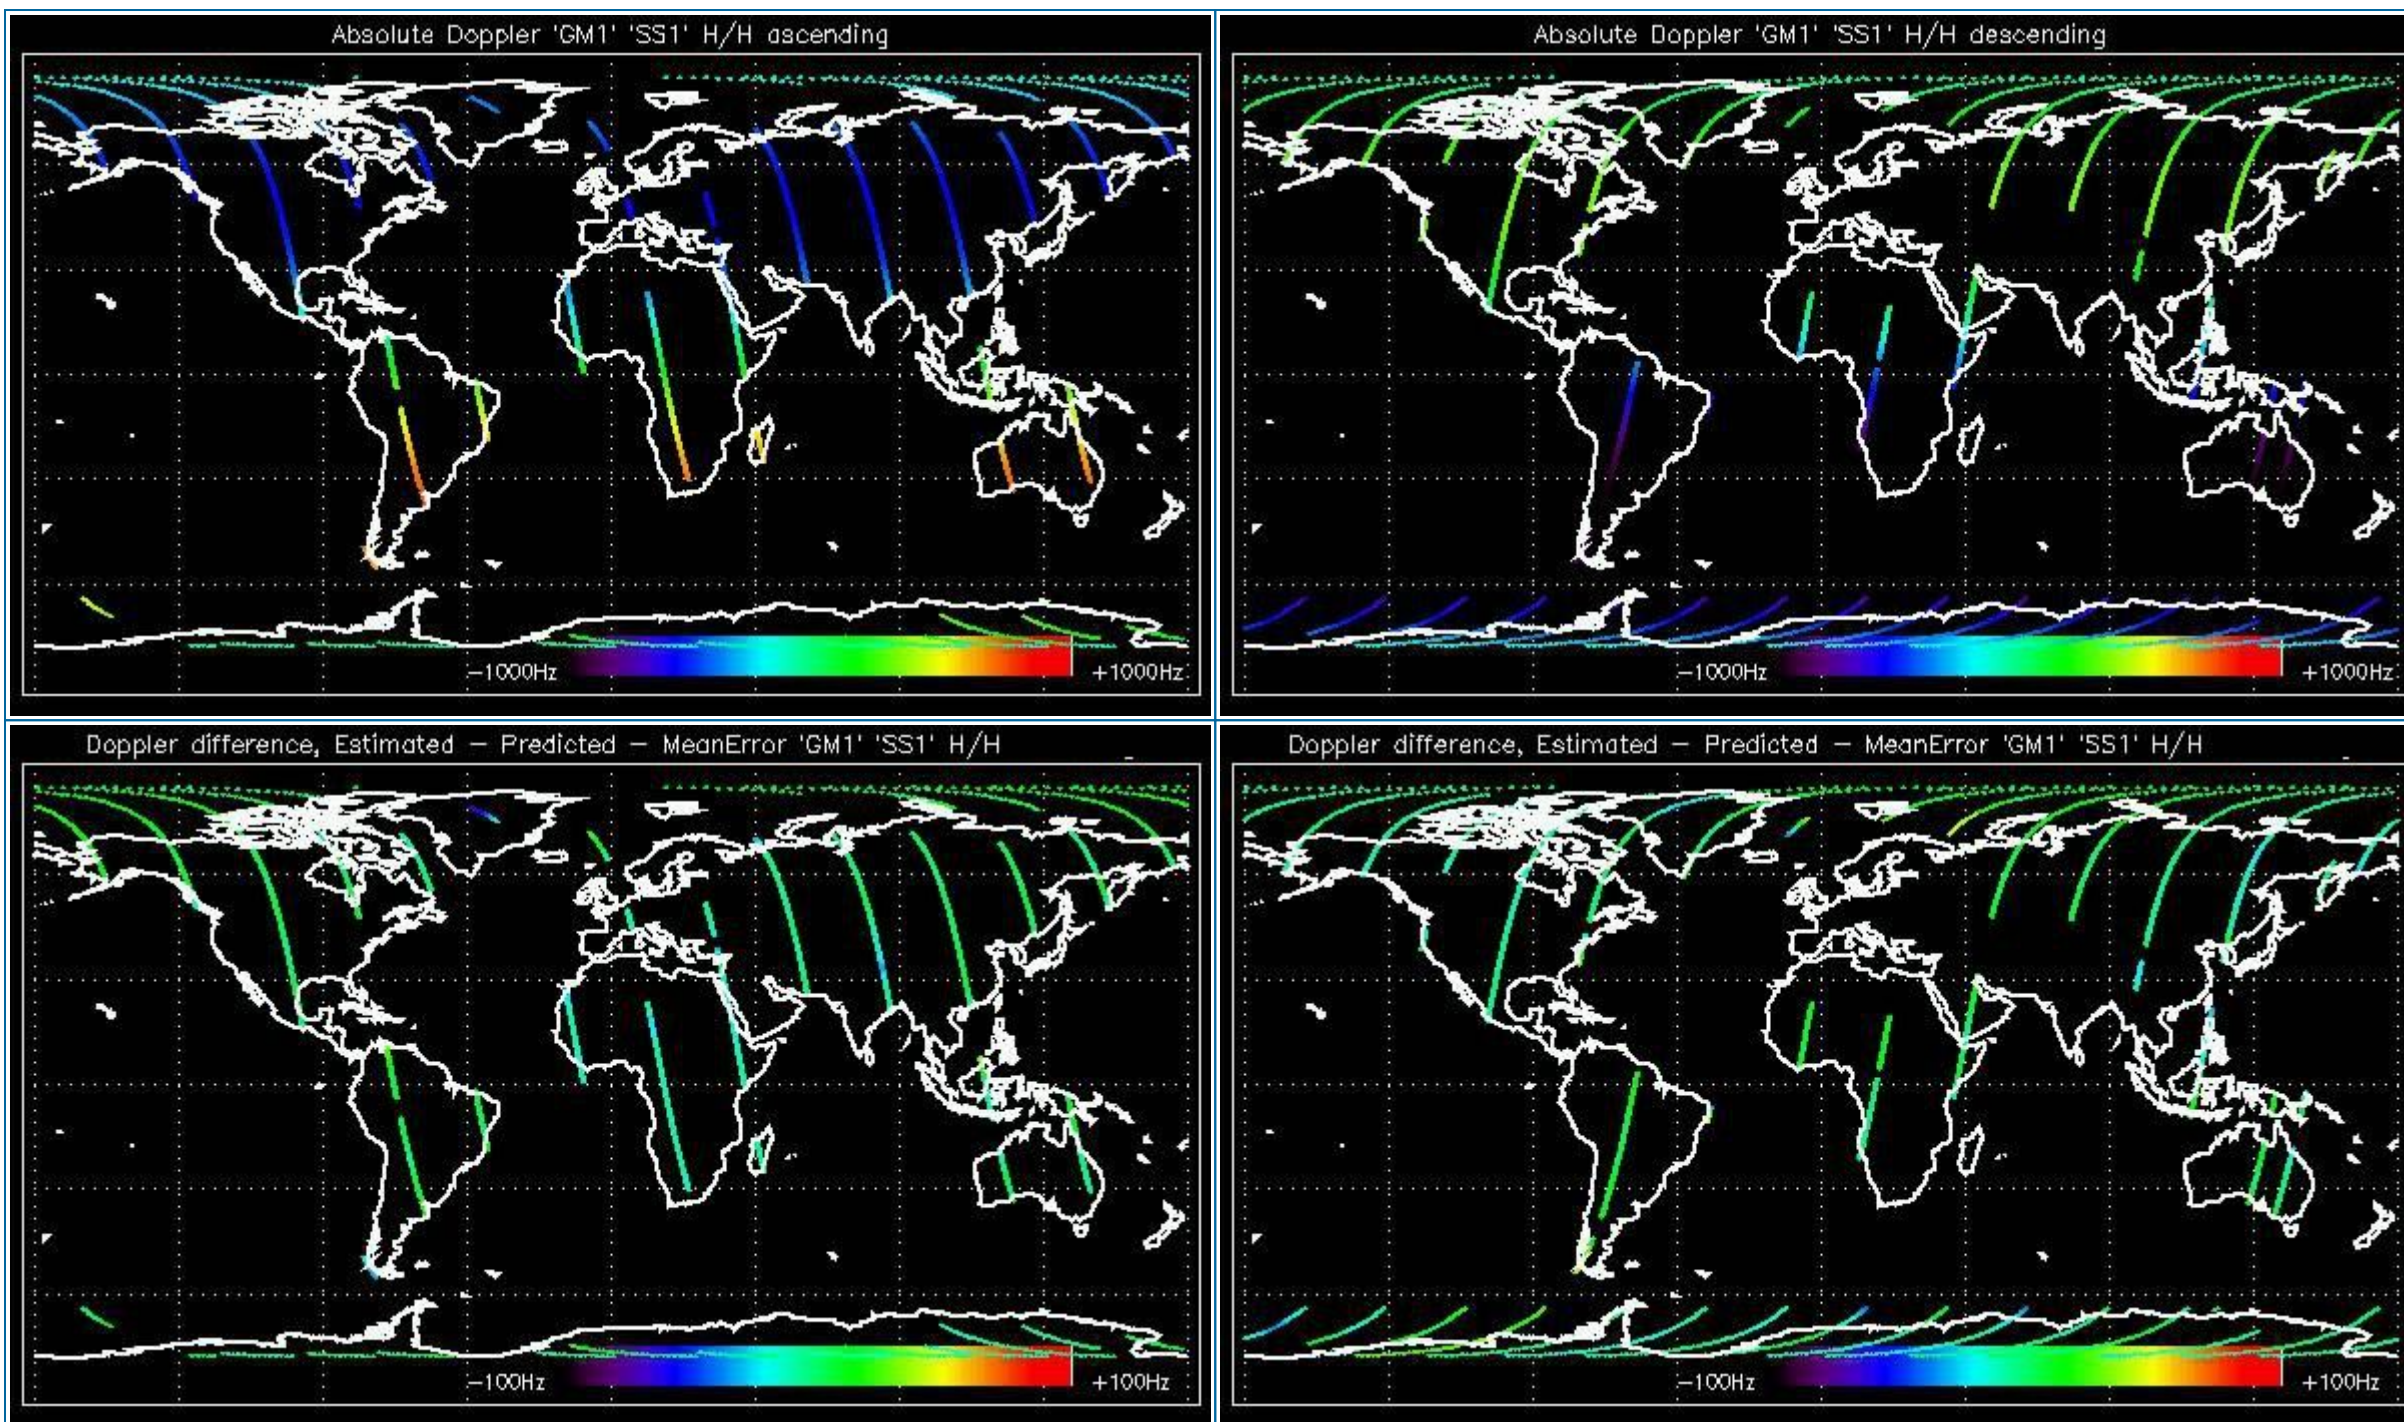 Absolute Doppler 'GM1' 'SS1' H/H ascending
−1000Hz
+1000Hz
Absolute Doppler 'GM1' 'SS1' H/H descending
−1000Hz
+1000Hz
Doppler difference, Estimated − Predicted − MeanError 'GM1' 'SS1' H/H
−100Hz
+100Hz
Doppler difference, Estimated − Predicted − MeanError 'GM1' 'SS1' H/H
−100Hz
+100Hz